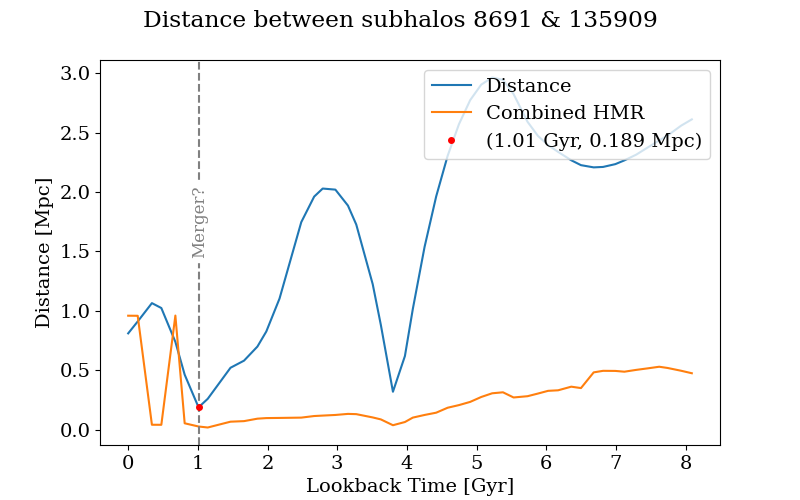 Distance between subhalos 8691 & 135909
Distance
Combined HMR
(1.01 Gyr, 0.189 Mpc)
Merger?
Distance [Mpc]
3.0
2.5
2.0
1.5
1.0
0.5
0.0
0 1 2 3 4 5 6 7 8
Lookback Time [Gyr]